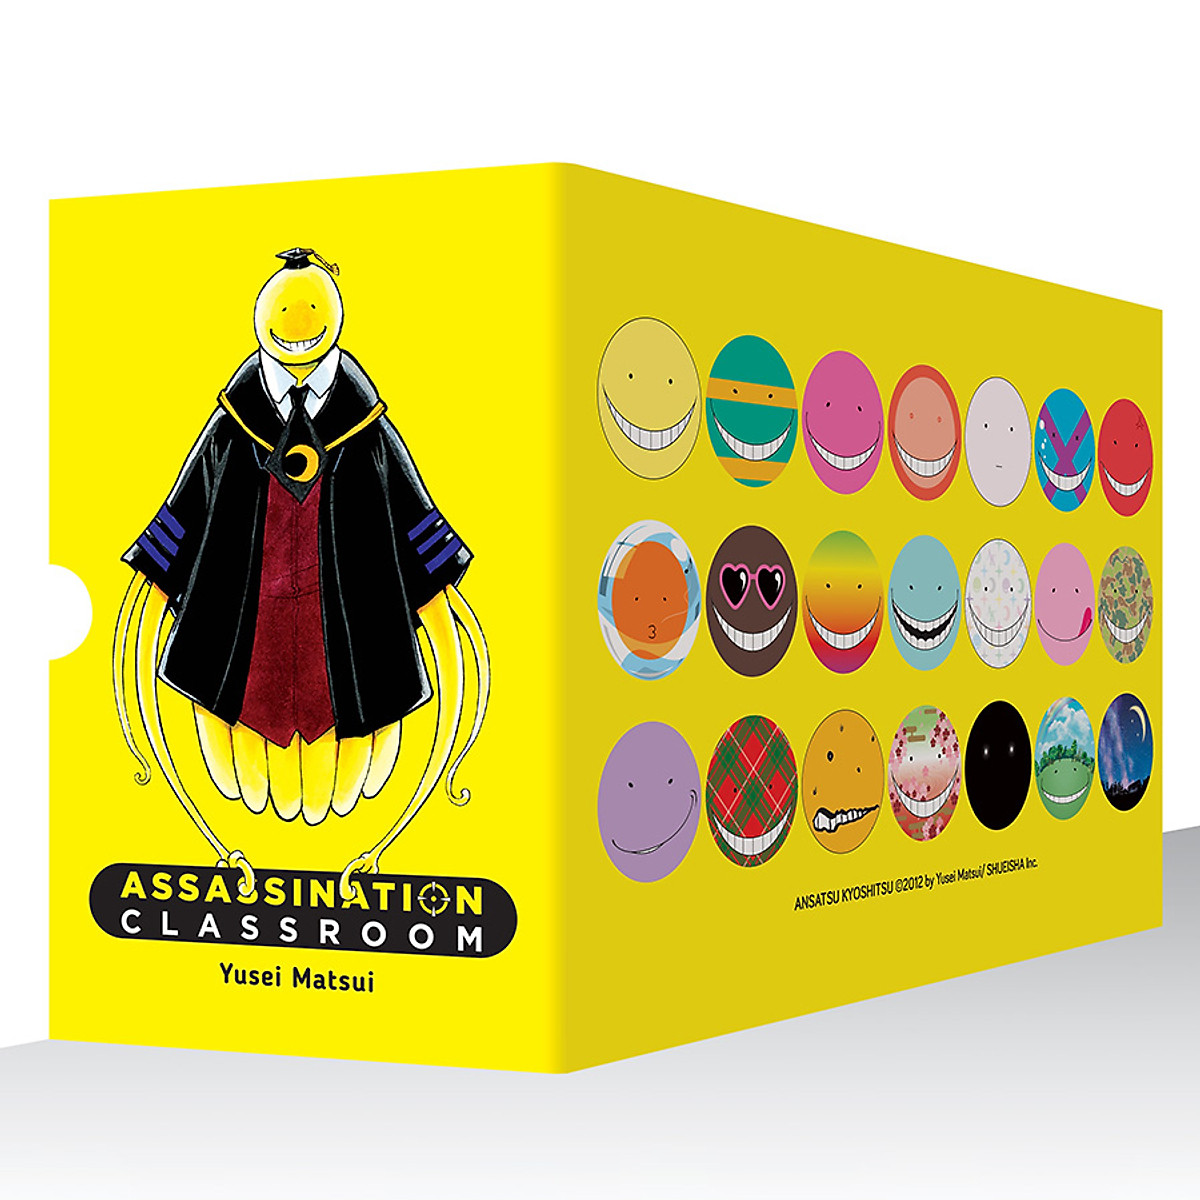 ASSASSINATION
CLASSROOM
Yusei Matsui
ANSATSU KYOSHITSU ©2012 by Yusei Matsui/ SHUEISHA Inc.